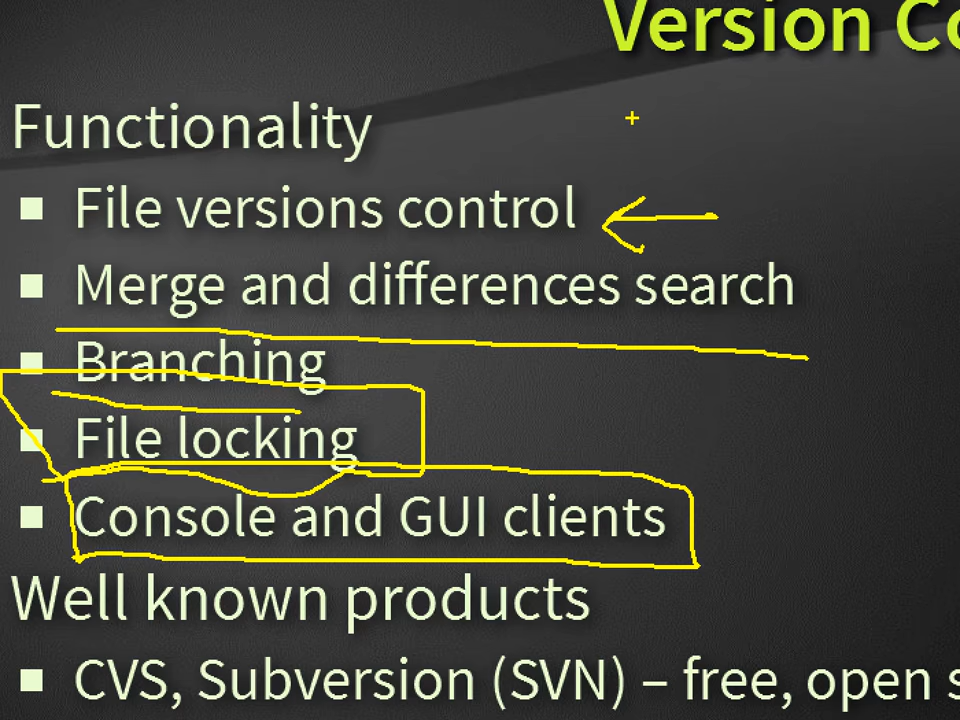 Version
Functionality
■ File versions control
■ Merge and differences search
■ Branching
■ File locking
■ Console and GUI clients
Well known products
■ CVS, Subversion (SVN) – free, open